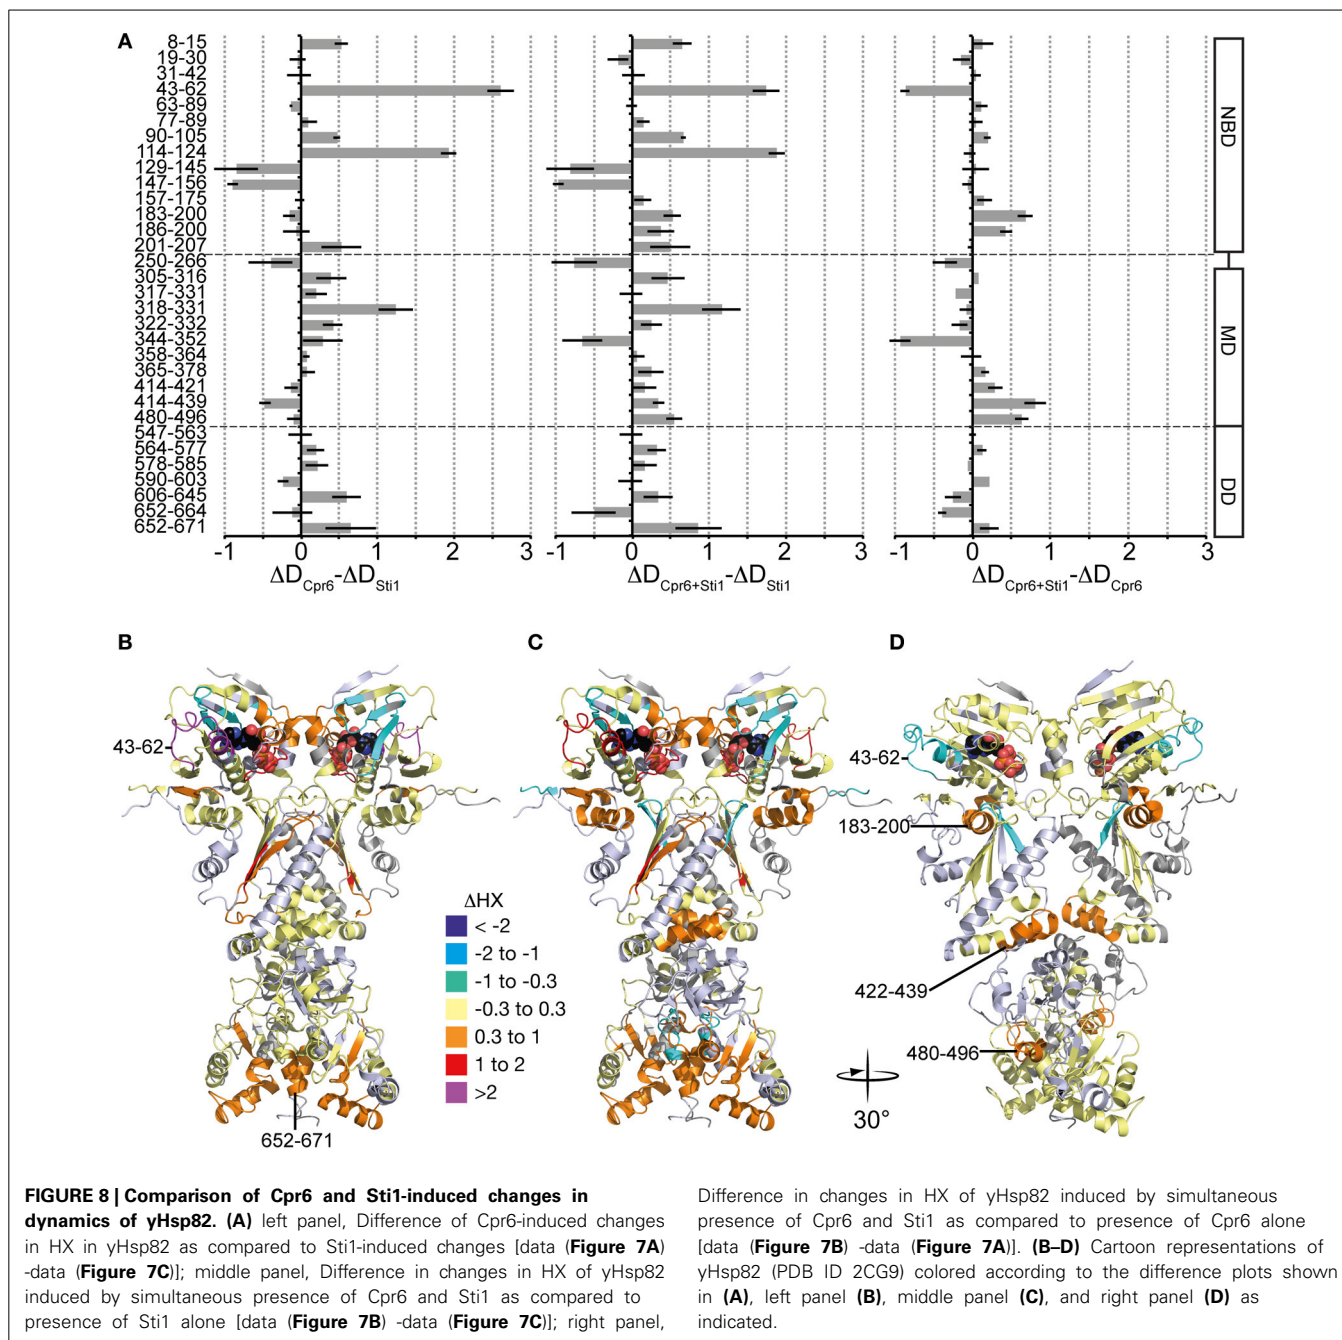 A
8-15
19-30
31-42
43-62
63-89
77-89
90-105
114-124
129-145
147-156
157-175
183-200
186-200
201-207
250-266
305-316
317-331
318-331
322-332
344-352
358-364
365-378
414-421
414-439
480-496
547-563
564-577
578-585
590-603
606-645
652-664
652-671
NBD
MD
DD
-1 0 1 2 3 -1 0 1 2 3 -1 0 1 2 3
ΔD_Cpr6-ΔD_Sti1 ΔD_Cpr6+Sti1-ΔD_Sti1 ΔD_Cpr6+Sti1-ΔD_Cpr6
B
43-62
652-671
ΔHX
< -2
-2 to -1
-1 to -0.3
-0.3 to 0.3
0.3 to 1
1 to 2
>2
C
D
43-62
183-200
422-439
480-496
30°
FIGURE 8 | Comparison of Cpr6 and Sti1-induced changes in
dynamics of yHsp82. (A) left panel, Difference of Cpr6-induced changes
in HX in yHsp82 as compared to Sti1-induced changes [data (Figure 7A)
-data (Figure 7C)]; middle panel, Difference in changes in HX of yHsp82
induced by simultaneous presence of Cpr6 and Sti1 as compared to
presence of Sti1 alone [data (Figure 7B) -data (Figure 7C)]; right panel,
Difference in changes in HX of yHsp82 induced by simultaneous
presence of Cpr6 and Sti1 as compared to presence of Cpr6 alone
[data (Figure 7B) -data (Figure 7A)]. (B–D) Cartoon representations of
yHsp82 (PDB ID 2CG9) colored according to the difference plots shown
in (A), left panel (B), middle panel (C), and right panel (D) as
indicated.